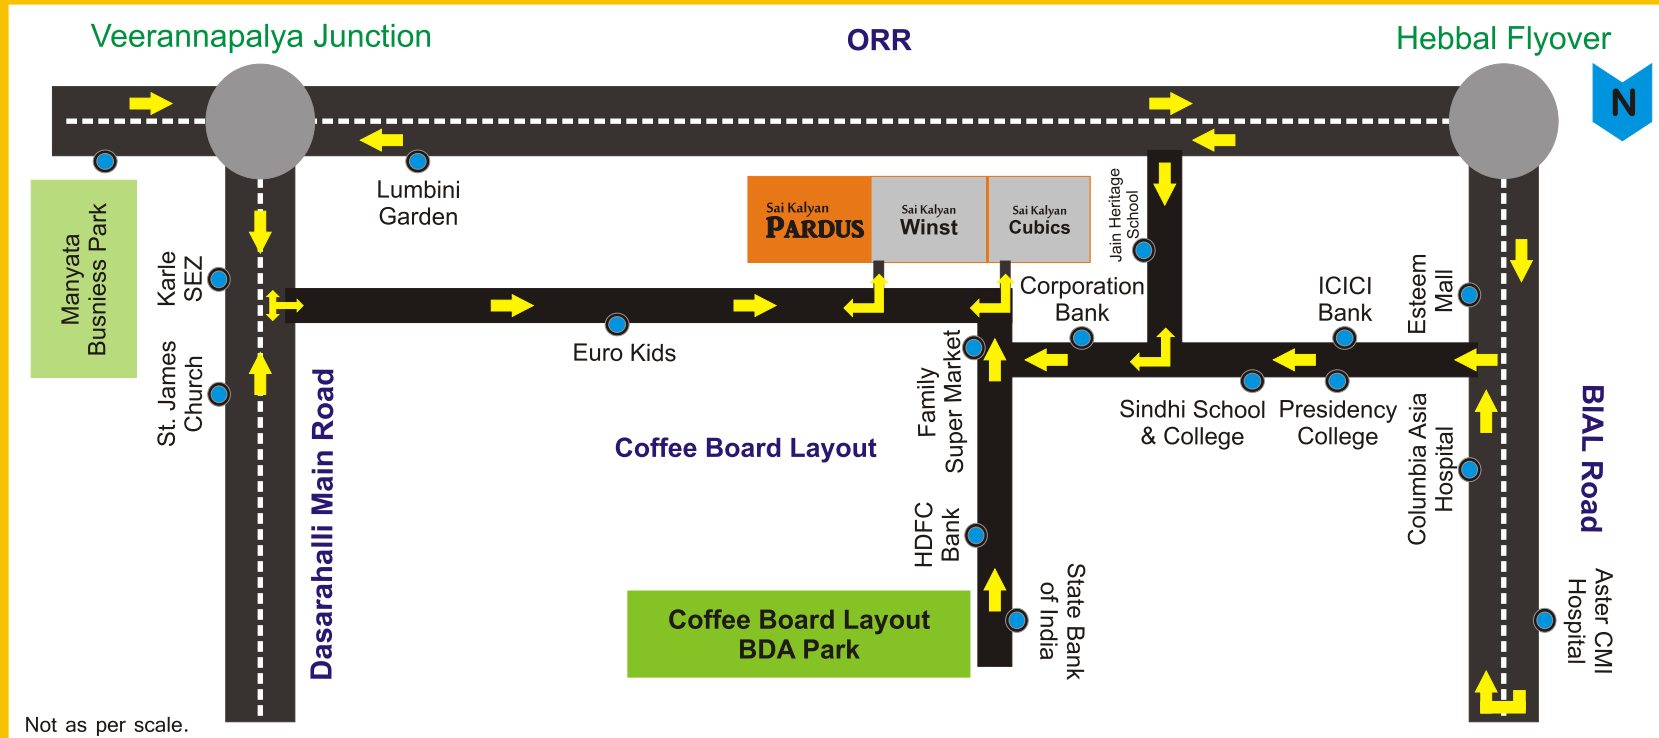 Veerannapalya Junction
ORR
Hebbal Flyover
N
Lumbini
Garden
Manyata
Busniess Park
Karle
SEZ
St. James
Church
Dasarahalli Main Road
Sai Kalyan
PARDUS
Sai Kalyan
Winst
Sai Kalyan
Cubics
Jain Heritage
School
Corporation
Bank
ICICI
Bank
Esteem
Mall
Euro Kids
Family
Super Market
Sindhi School
& College
Presidency
College
Columbia Asia
Hospital
BIAL Road
Coffee Board Layout
HDFC
Bank
State Bank
of India
Coffee Board Layout
BDA Park
Aster CMI
Hospital
Not as per scale.